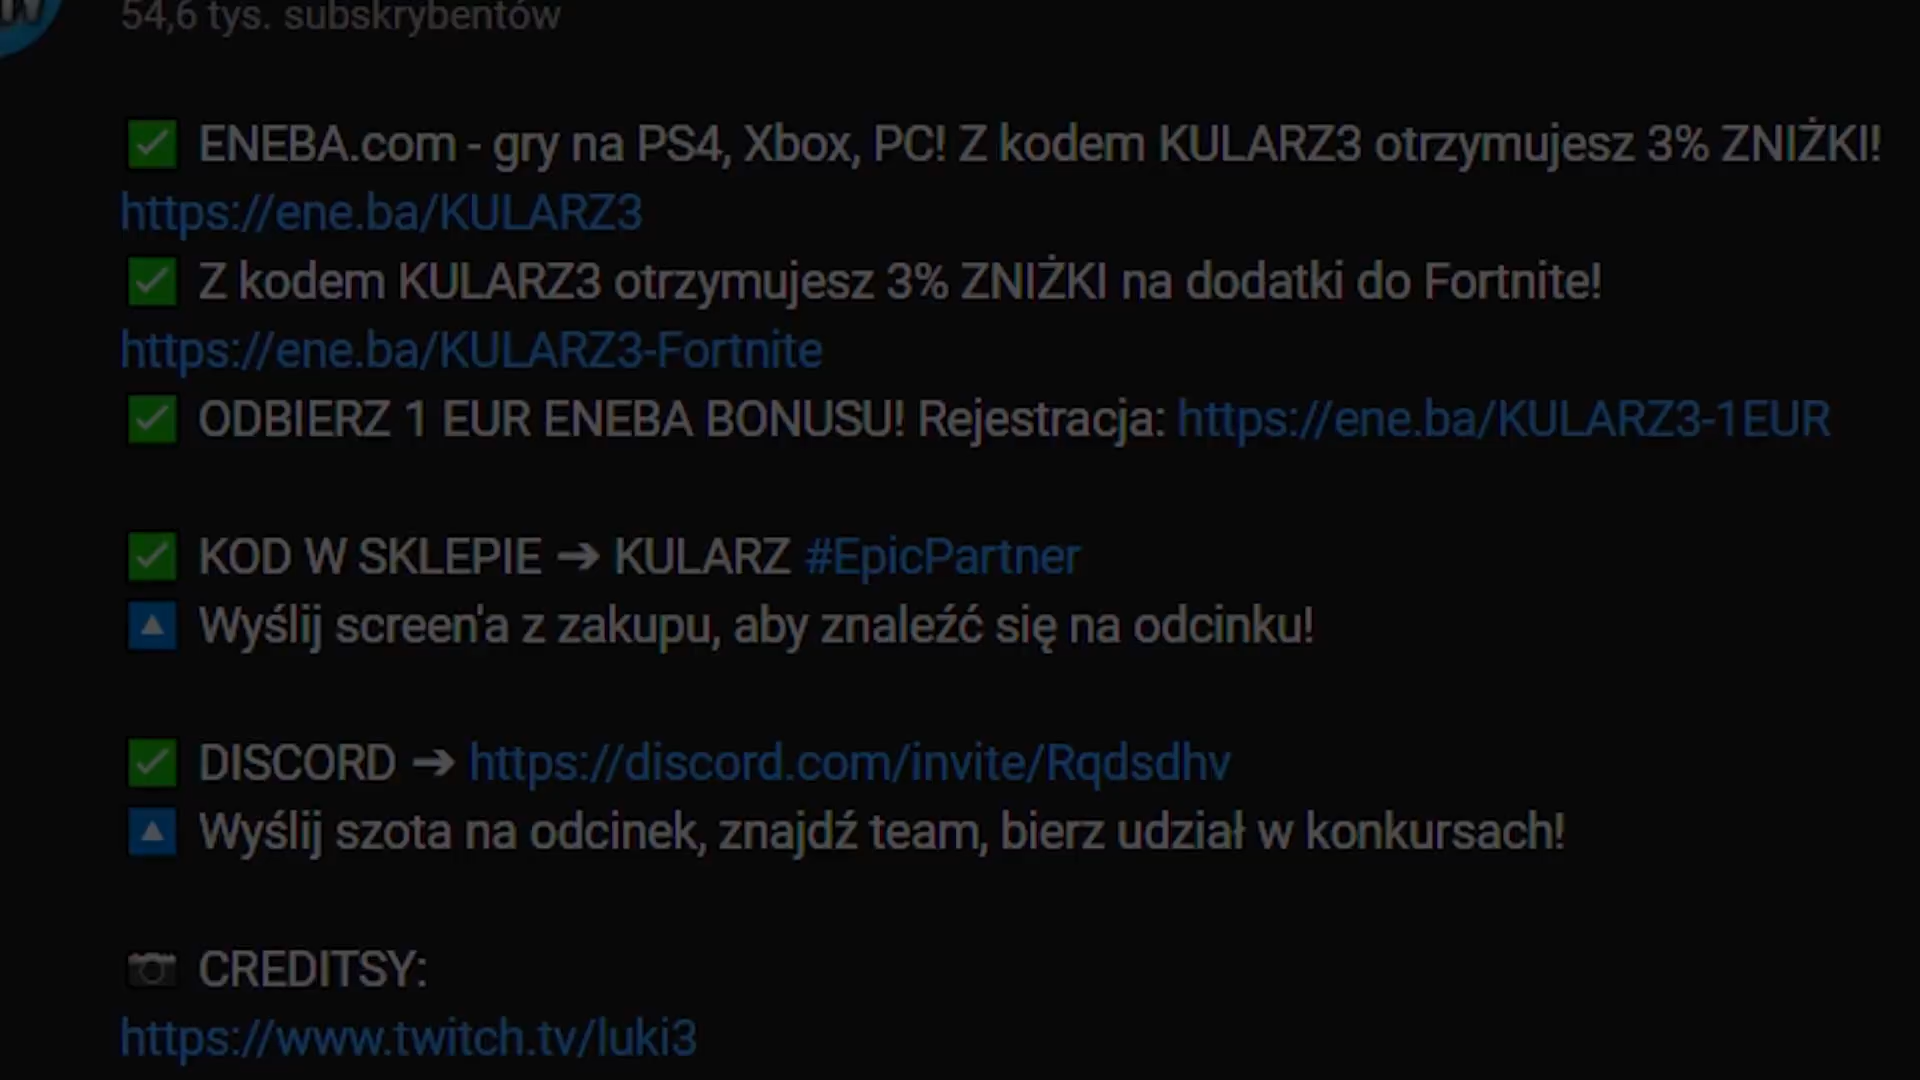 54,6 tys. subskrybentów
✅ ENEBA.com - gry na PS4, Xbox, PC! Z kodem KULARZ3 otrzymujesz 3% ZNIŻKI!
https://ene.ba/KULARZ3
✅ Z kodem KULARZ3 otrzymujesz 3% ZNIŻKI na dodatki do Fortnite!
https://ene.ba/KULARZ3-Fortnite
✅ ODBIERZ 1 EUR ENEBA BONUSU! Rejestracja: https://ene.ba/KULARZ3-1EUR
✅ KOD W SKLEPIE ➔ KULARZ #EpicPartner
🔼 Wyślij screen'a z zakupu, aby znaleźć się na odcinku!
✅ DISCORD ➔ https://discord.com/invite/Rqdsdhv
🔼 Wyślij szota na odcinek, znajdź team, bierz udział w konkursach!
📷 CREDITSY:
https://www.twitch.tv/luki3